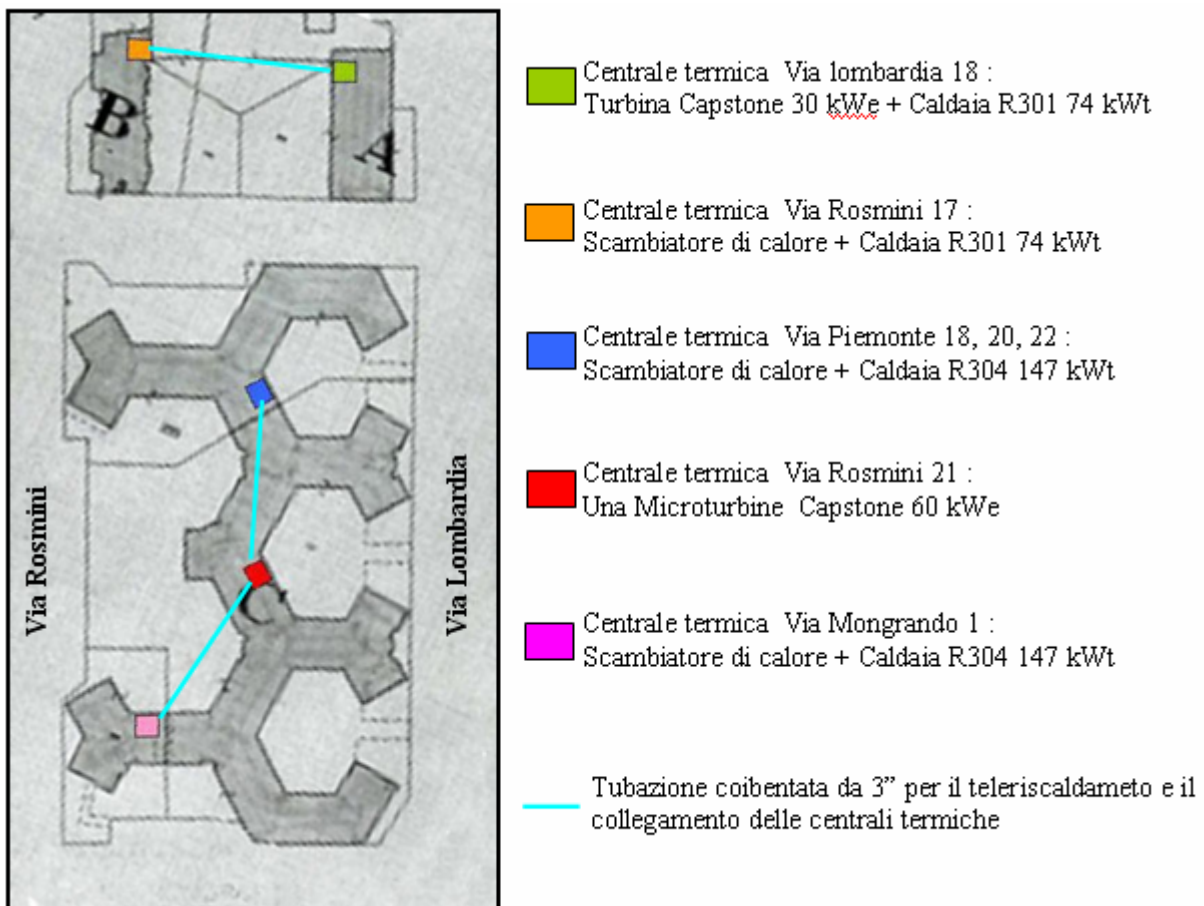 B
A
C
Via Rosmini
Via Lombardia
Centrale termica Via lombardia 18 :
Turbina Capstone 30 kWe + Caldaia R301 74 kWt
Centrale termica Via Rosmini 17 :
Scambiatore di calore + Caldaia R301 74 kWt
Centrale termica Via Piemonte 18, 20, 22 :
Scambiatore di calore + Caldaia R304 147 kWt
Centrale termica Via Rosmini 21 :
Una Microturbine Capstone 60 kWe
Centrale termica Via Mongrando 1 :
Scambiatore di calore + Caldaia R304 147 kWt
Tubazione coibentata da 3” per il teleriscaldameto e il
collegamento delle centrali termiche